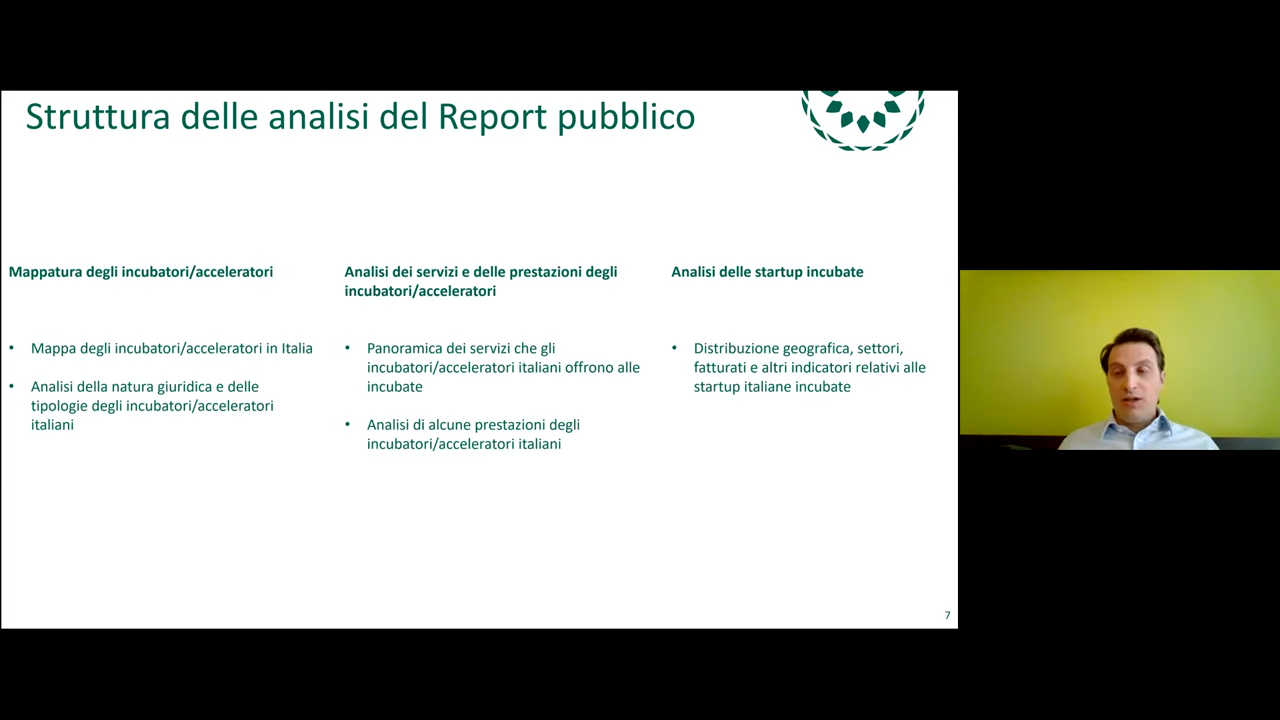 Struttura delle analisi del Report pubblico
Mappatura degli incubatori/acceleratori
• Mappa degli incubatori/acceleratori in Italia
• Analisi della natura giuridica e delle
tipologie degli incubatori/acceleratori
italiani
Analisi dei servizi e delle prestazioni degli
incubatori/acceleratori
• Panoramica dei servizi che gli
incubatori/acceleratori italiani offrono alle
incubate
• Analisi di alcune prestazioni degli
incubatori/acceleratori italiani
Analisi delle startup incubate
• Distribuzione geografica, settori,
fatturati e altri indicatori relativi alle
startup italiane incubate
7